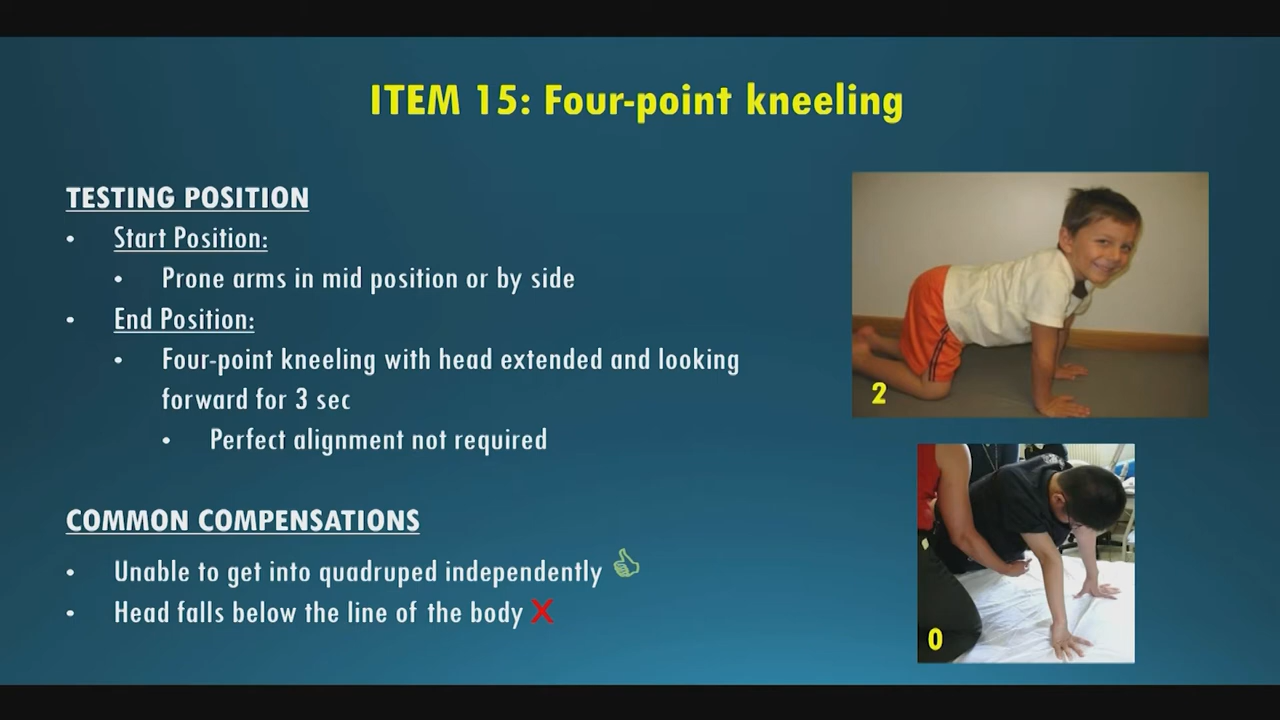 ITEM 15: Four-point kneeling
TESTING POSITION
• Start Position:
• Prone arms in mid position or by side
• End Position:
• Four-point kneeling with head extended and looking
forward for 3 sec
• Perfect alignment not required
COMMON COMPENSATIONS
• Unable to get into quadruped independently
• Head falls below the line of the body X
2
0